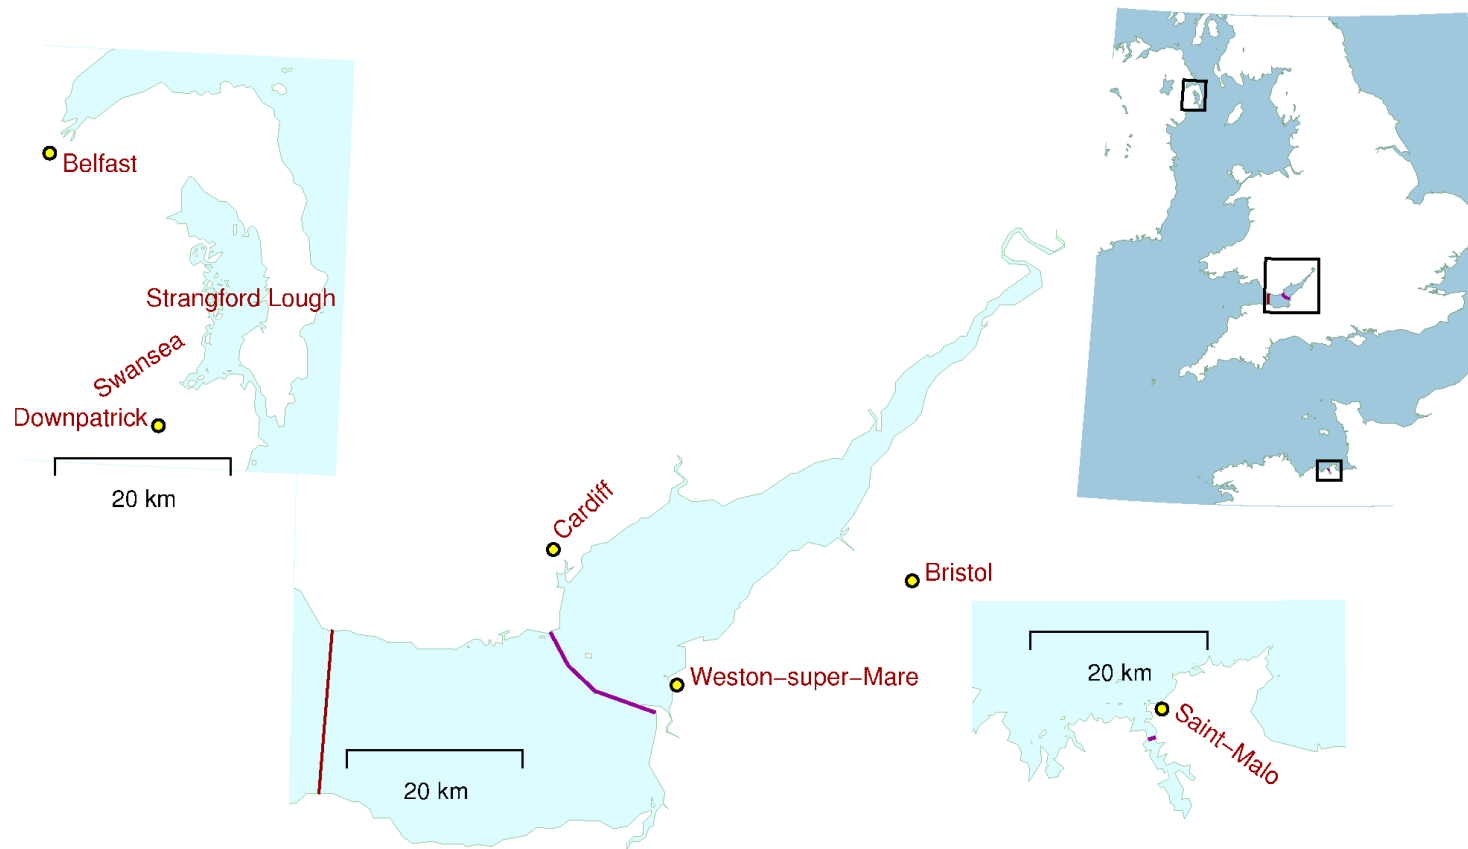 Belfast
Strangford Lough
Swansea
Downpatrick
20 km
Cardiff
Bristol
Weston-super-Mare
20 km
20 km
Saint-Malo